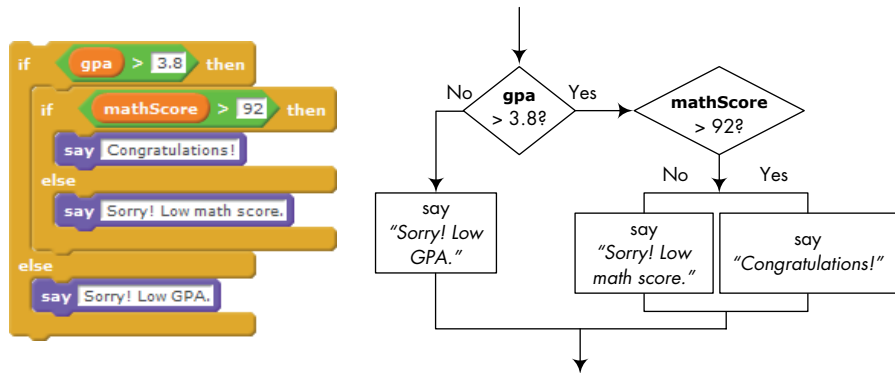 if gpa > 3.8 then
if mathScore > 92 then
say Congratulations!
else
say Sorry! Low math score.
else
say Sorry! Low GPA.
No gpa > 3.8? Yes
mathScore > 92?
No Yes
say
“Sorry! Low
GPA.”
say
“Sorry! Low
math score.”
say
“Congratulations!”